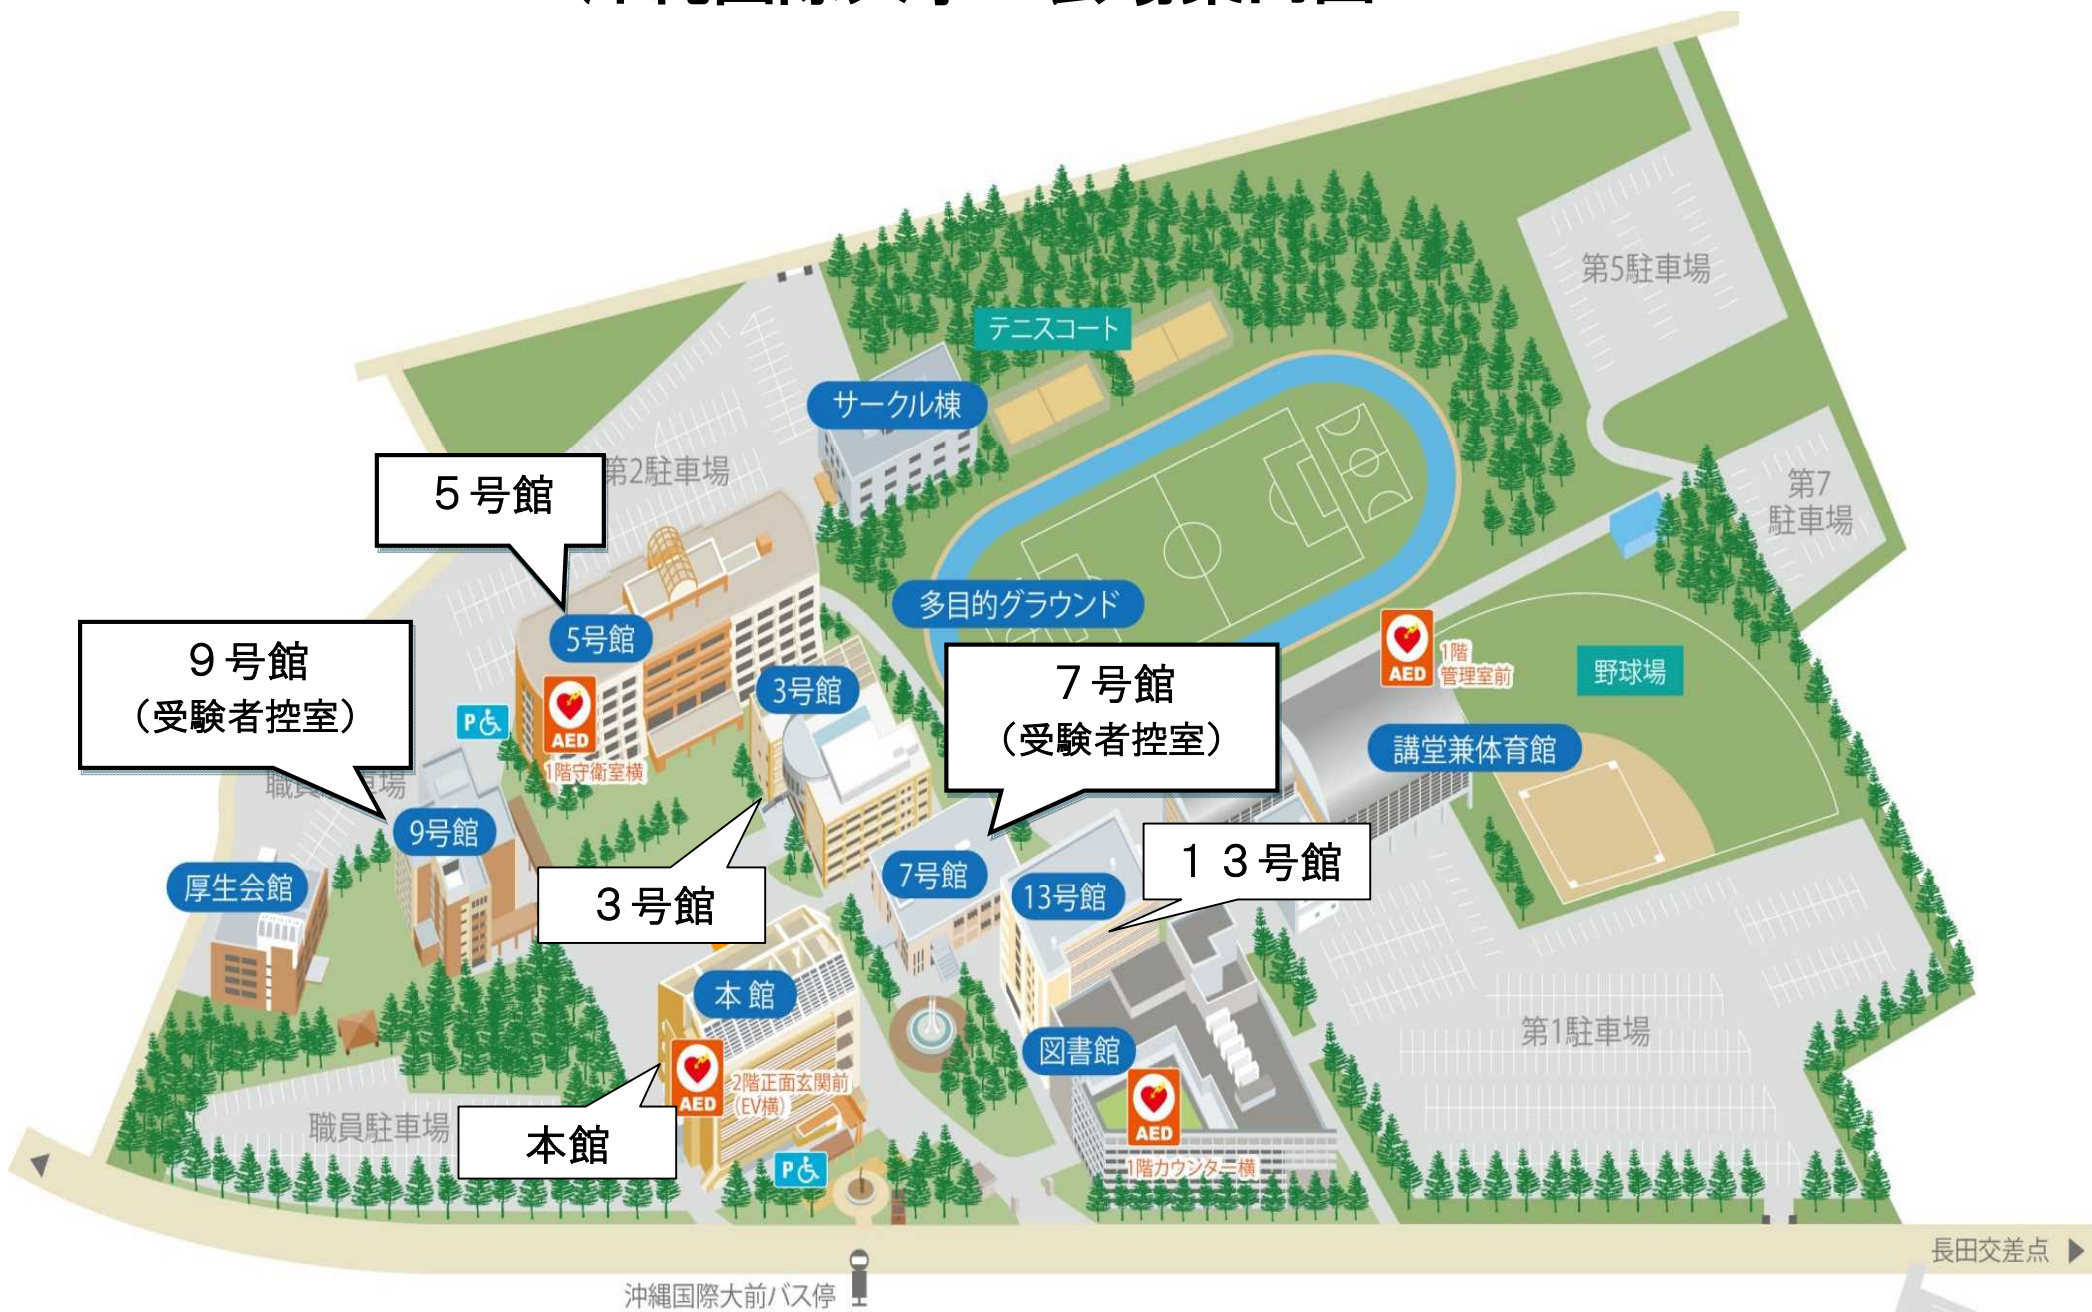 第5駐車場
テニスコート
サークル棟
第2駐車場
５号館
第7
駐車場
多目的グラウンド
5号館
９号館
（受験者控室）
3号館
７号館
（受験者控室）
AED
1階
管理室前
野球場
P
AED
1階守衛室横
講堂兼体育館
9号館
厚生会館
３号館
7号館
13号館
１３号館
本館
図書館
第1駐車場
AED
2階正面玄関前
(EV横)
AED
1階カウンター横
職員駐車場
本館
P
長田交差点
沖縄国際大前バス停